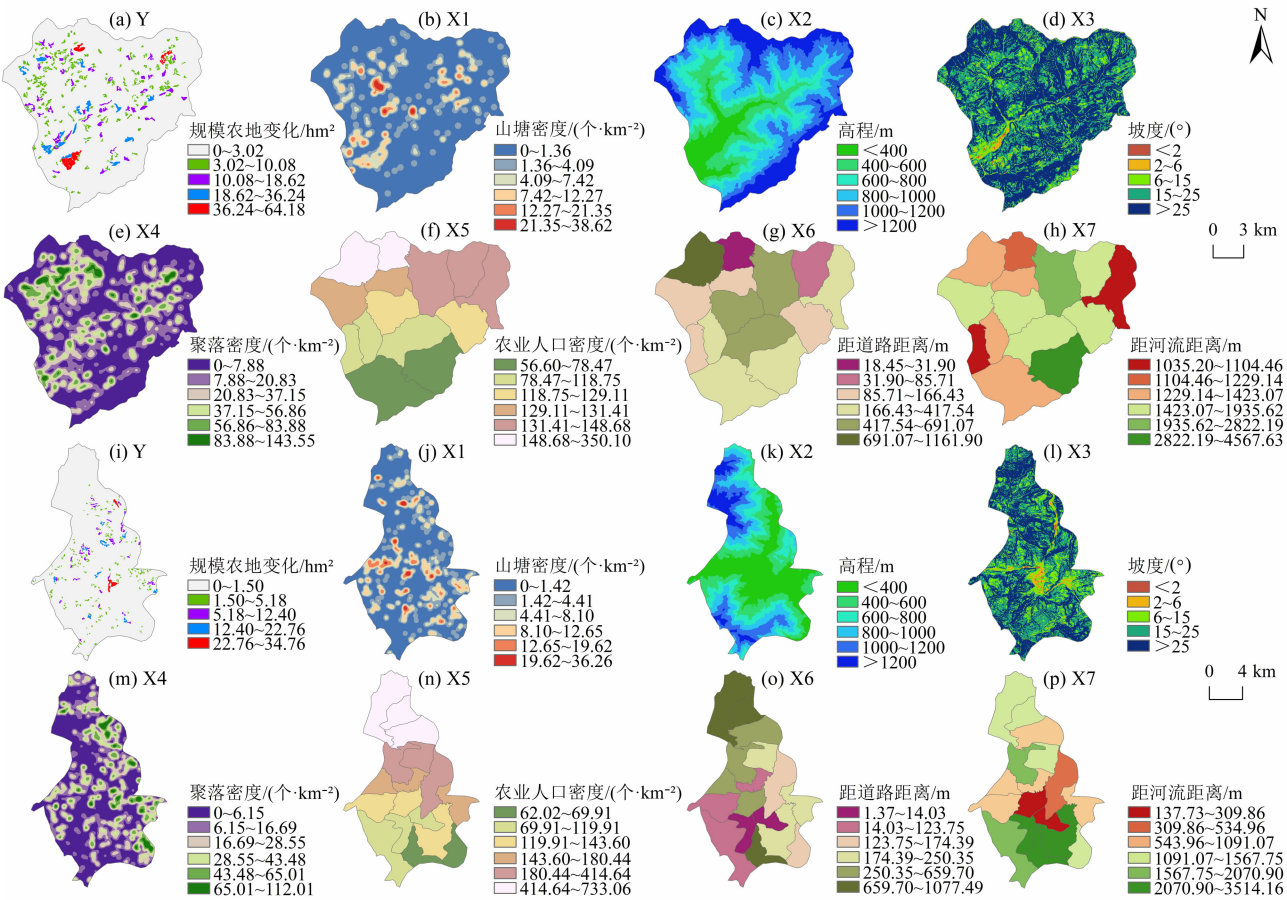 (a) Y
规模农地变化/hm²
0~3.02
3.02~10.08
10.08~18.62
18.62~36.24
36.24~64.18
(b) X1
山塘密度/(个·km⁻²)
0~1.36
1.36~4.09
4.09~7.42
7.42~12.27
12.27~21.35
21.35~38.62
(c) X2
高程/m
<400
400~600
600~800
800~1000
1000~1200
>1200
(d) X3
坡度/(°)
<2
2~6
6~15
15~25
>25
N
0 3 km
(e) X4
聚落密度/(个·km⁻²)
0~7.88
7.88~20.83
20.83~37.15
37.15~56.86
56.86~83.88
83.88~143.55
(f) X5
农业人口密度/(个·km⁻²)
56.60~78.47
78.47~118.75
118.75~129.11
129.11~131.41
131.41~148.68
148.68~350.10
(g) X6
距道路距离/m
18.45~31.90
31.90~85.71
85.71~166.43
166.43~417.54
417.54~691.07
691.07~1161.90
(h) X7
距河流距离/m
1035.20~1104.46
1104.46~1229.14
1229.14~1423.07
1423.07~1935.62
1935.62~2822.19
2822.19~4567.63
(i) Y
规模农地变化/hm²
0~1.50
1.50~5.18
5.18~12.40
12.40~22.76
22.76~34.76
(j) X1
山塘密度/(个·km⁻²)
0~1.42
1.42~4.41
4.41~8.10
8.10~12.65
12.65~19.62
19.62~36.26
(k) X2
高程/m
<400
400~600
600~800
800~1000
1000~1200
>1200
(l) X3
坡度/(°)
<2
2~6
6~15
15~25
>25
0 4 km
(m) X4
聚落密度/(个·km⁻²)
0~6.15
6.15~16.69
16.69~28.55
28.55~43.48
43.48~65.01
65.01~112.01
(n) X5
农业人口密度/(个·km⁻²)
62.02~69.91
69.91~119.91
119.91~143.60
143.60~180.44
180.44~414.64
414.64~733.06
(o) X6
距道路距离/m
1.37~14.03
14.03~123.75
123.75~174.39
174.39~250.35
250.35~659.70
659.70~1077.49
(p) X7
距河流距离/m
137.73~309.86
309.86~534.96
543.96~1091.07
1091.07~1567.75
1567.75~2070.90
2070.90~3514.16